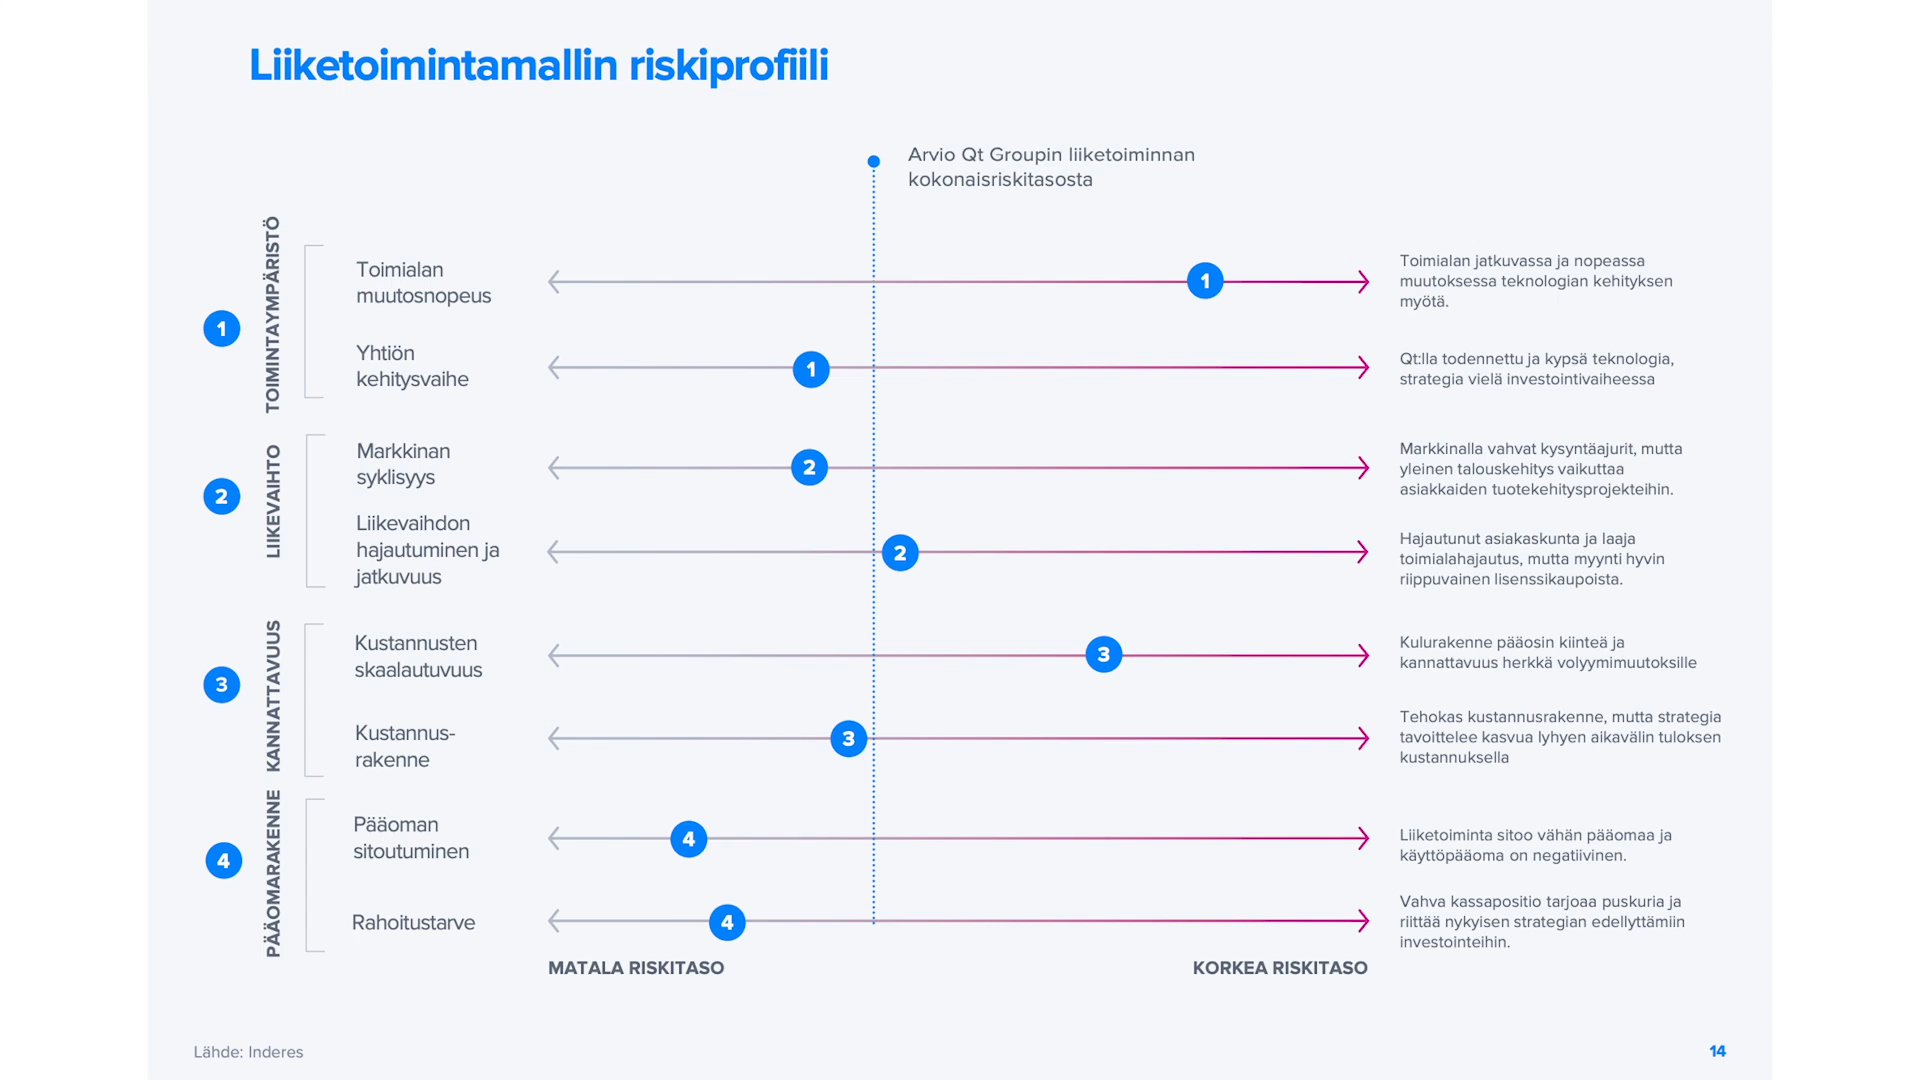 Liiketoimintamallin riskiprofiili
Arvio Qt Groupin liiketoiminnan
kokonaisriskitasosta
1
TOIMINTAYMPÄRISTÖ
Toimialan
muutosnopeus
1
Toimialan jatkuvassa ja nopeassa
muutoksessa teknologian kehityksen
myötä.
Yhtiön
kehitysvaihe
1
Qt:lla todennettu ja kypsä teknologia,
strategia vielä investointivaiheessa
2
LIIKEVAIHTO
Markkinan
syklisyys
2
Markkinalla vahvat kysyntäajurit, mutta
yleinen talouskehitys vaikuttaa
asiakkaiden tuotekehitysprojekteihin.
Liikevaihdon
hajautuminen ja
jatkuvuus
2
Hajautunut asiakaskunta ja laaja
toimialahajautus, mutta myynti hyvin
riippuvainen lisenssikaupoista.
3
KANNATTAVUUS
Kustannusten
skaalautuvuus
3
Kulurakenne pääosin kiinteä ja
kannattavuus herkkä volyymimuutoksille
Kustannus-
rakenne
3
Tehokas kustannusrakenne, mutta strategia
tavoittelee kasvua lyhyen aikavälin tuloksen
kustannuksella
4
PÄÄOMARAKENNE
Pääoman
sitoutuminen
4
Liiketoiminta sitoo vähän pääomaa ja
käyttöpääoma on negatiivinen.
Rahoitustarve
4
Vahva kassapositio tarjoaa puskuria ja
riittää nykyisen strategian edellyttämiin
investointeihin.
MATALA RISKITASO
KORKEA RISKITASO
Lähde: Inderes
14